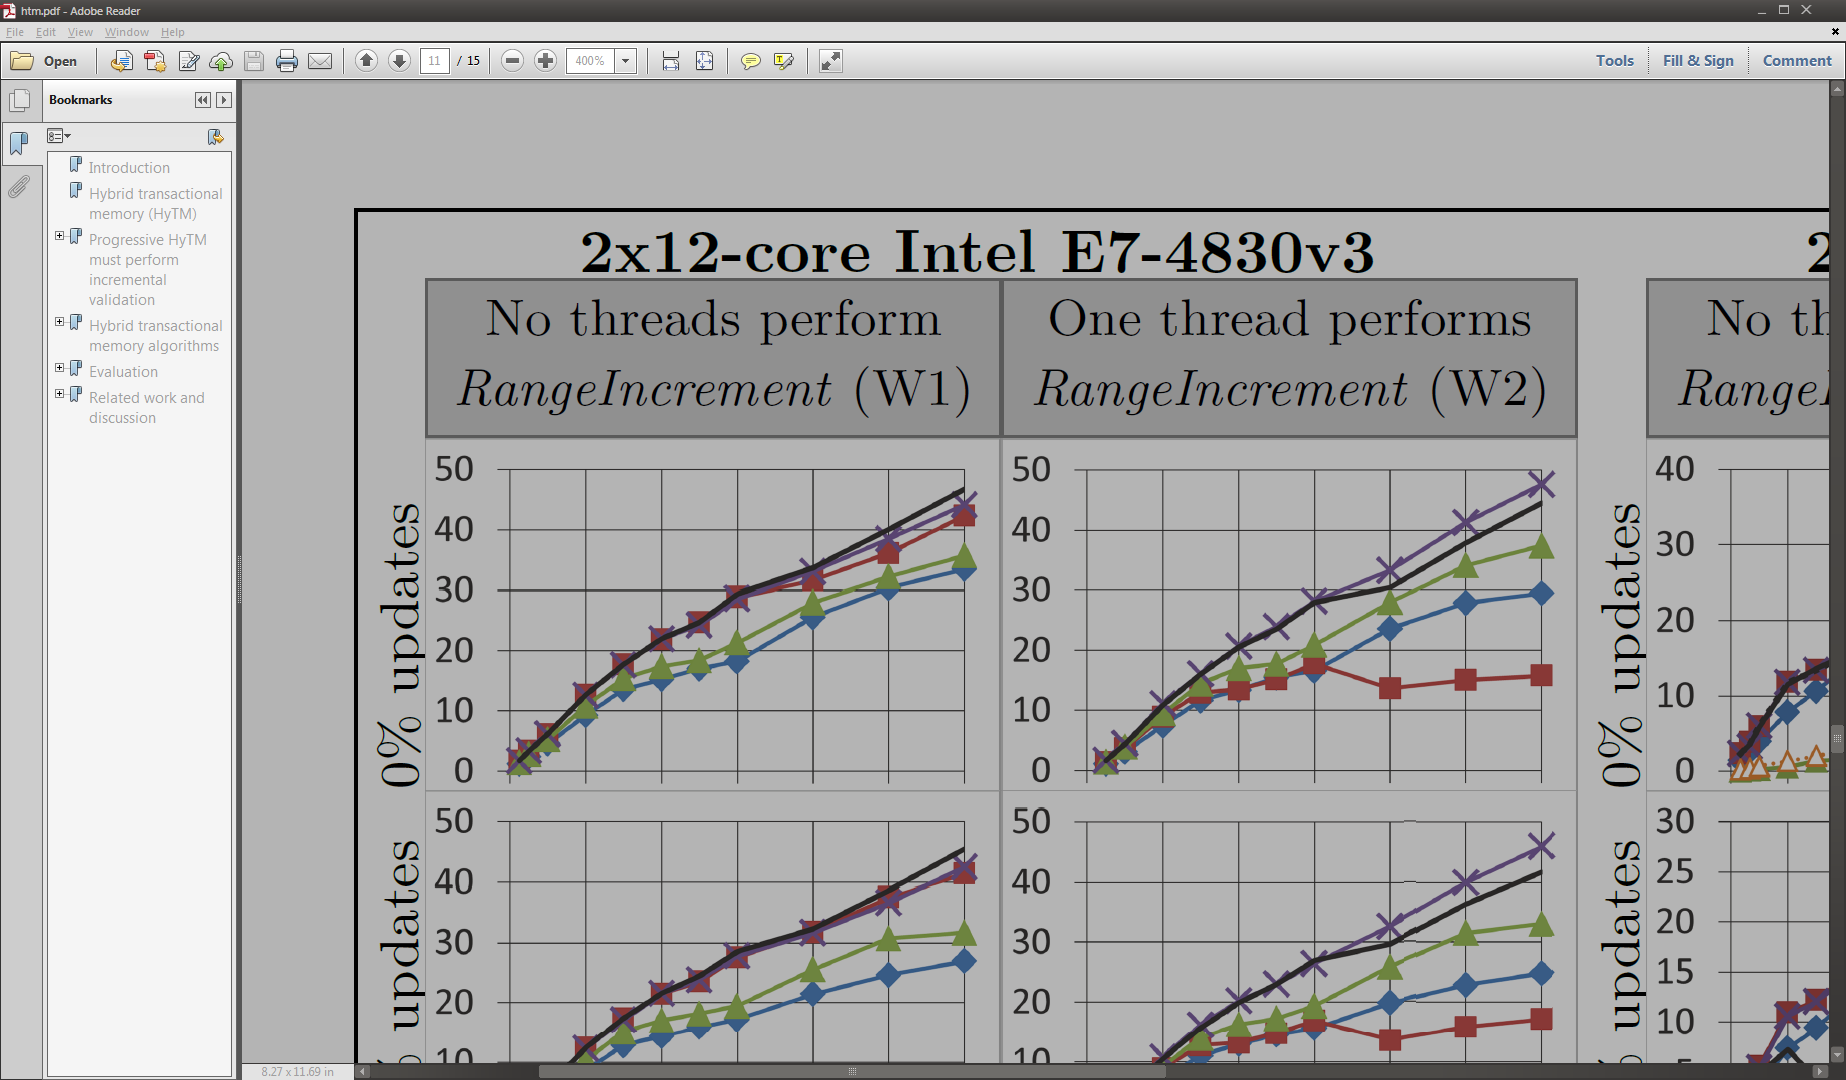 htm.pdf - Adobe Reader
File Edit View Window Help
Open 11 / 15 400% Tools Fill & Sign Comment
Bookmarks
Introduction
Hybrid transactional
memory (HyTM)
Progressive HyTM
must perform
incremental
validation
Hybrid transactional
memory algorithms
Evaluation
Related work and
discussion
2x12-core Intel E7-4830v3
2
No threads perform
RangeIncrement (W1)
One thread performs
RangeIncrement (W2)
No th
RangeI
0% updates
50
40
30
20
10
0
50
40
30
20
10
0
0% updates
40
30
20
10
0
% updates
50
40
30
20
10
50
40
30
20
10
% updates
30
25
20
15
10
5
8.27 x 11.69 in